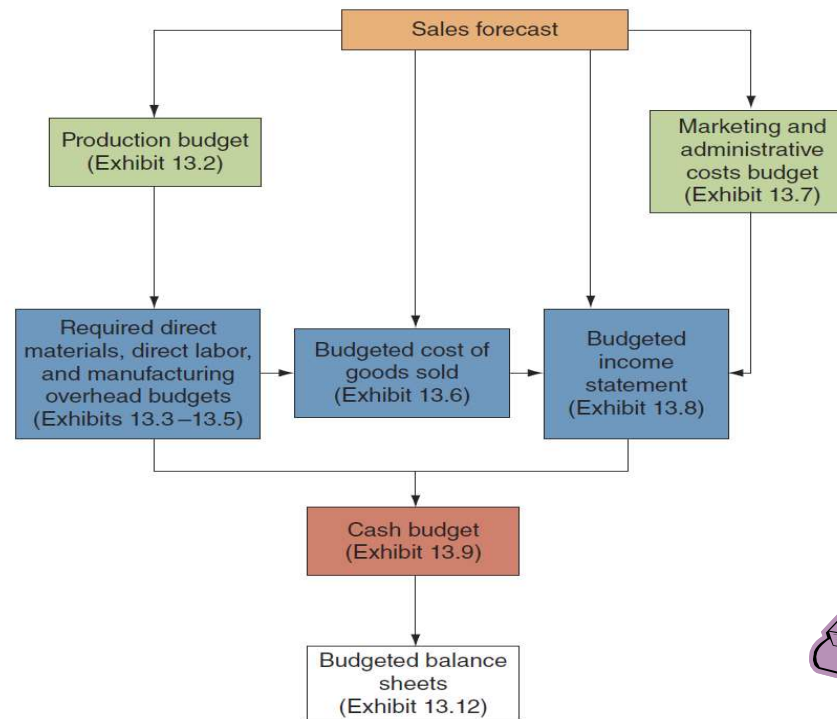 Sales forecast
Production budget
(Exhibit 13.2)
Marketing and
administrative
costs budget
(Exhibit 13.7)
Required direct
materials, direct labor,
and manufacturing
overhead budgets
(Exhibits 13.3–13.5)
Budgeted cost of
goods sold
(Exhibit 13.6)
Budgeted
income
statement
(Exhibit 13.8)
Cash budget
(Exhibit 13.9)
Budgeted balance
sheets
(Exhibit 13.12)